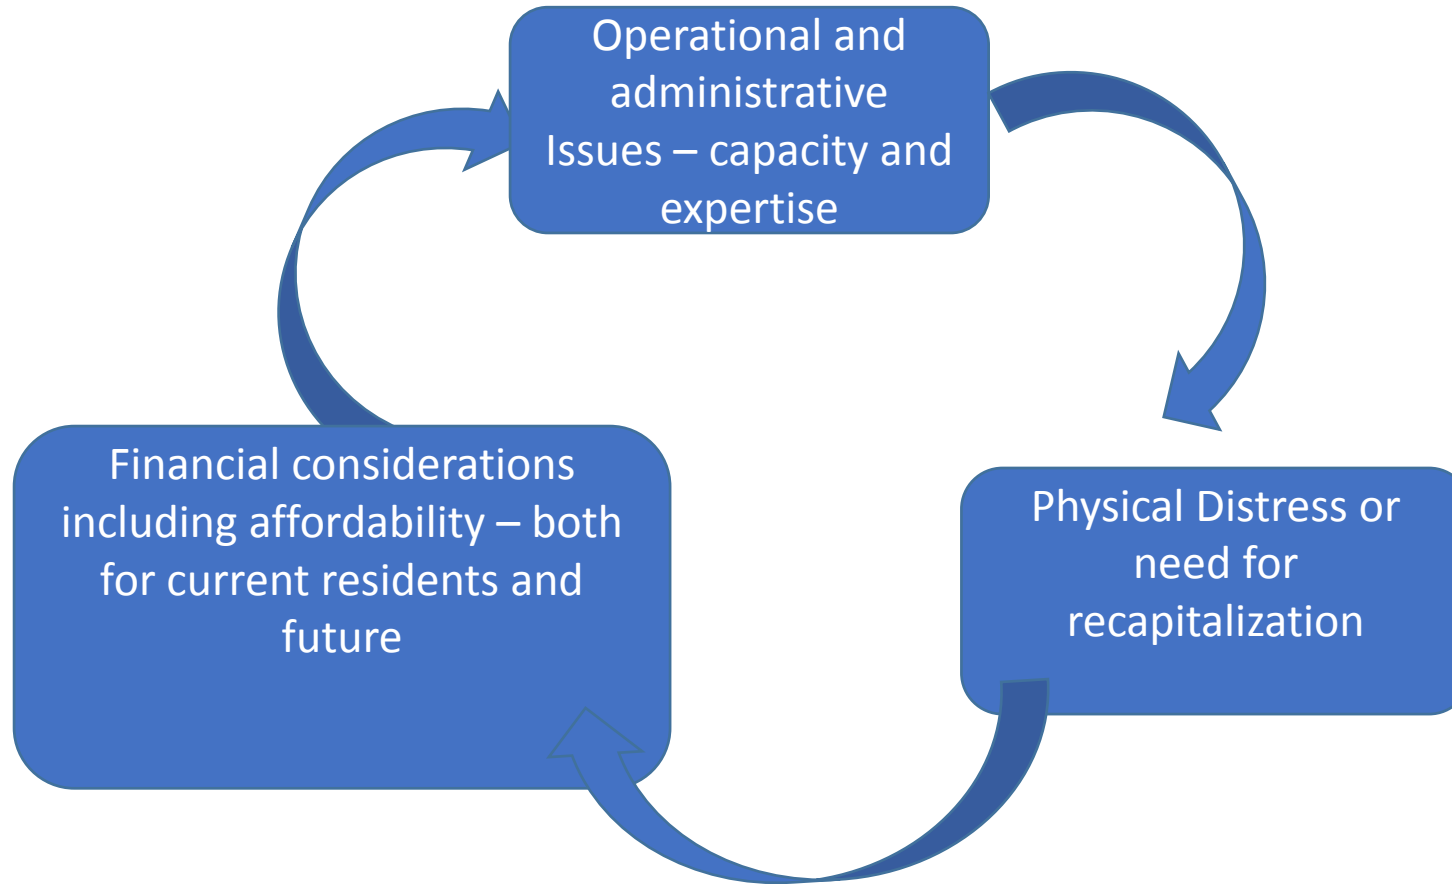 Operational and
administrative
Issues – capacity and
expertise
Financial considerations
including affordability – both
for current residents and
future
Physical Distress or
need for
recapitalization